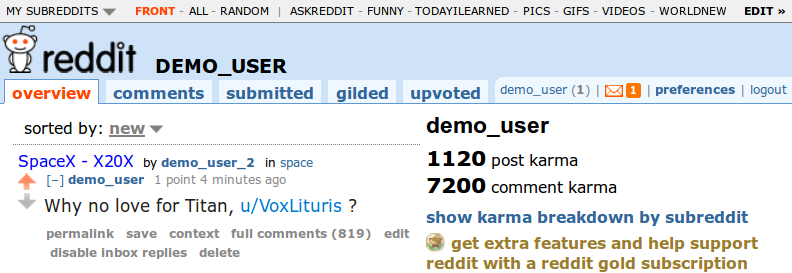 MY SUBREDDITS FRONT - ALL - RANDOM | ASKREDDIT - FUNNY - TODAYILEARNED - PICS - GIFS - VIDEOS - WORLDNEW EDIT »
reddit DEMO_USER
overview comments submitted gilded upvoted demo_user (1) | 1 | preferences | logout
sorted by: new
SpaceX - X20X by demo_user_2 in space
[–] demo_user 1 point 4 minutes ago
Why no love for Titan, u/VoxLituris ?
permalink save context full comments (819) edit
disable inbox replies delete
demo_user
1120 post karma
7200 comment karma
show karma breakdown by subreddit
get extra features and help support
reddit with a reddit gold subscription